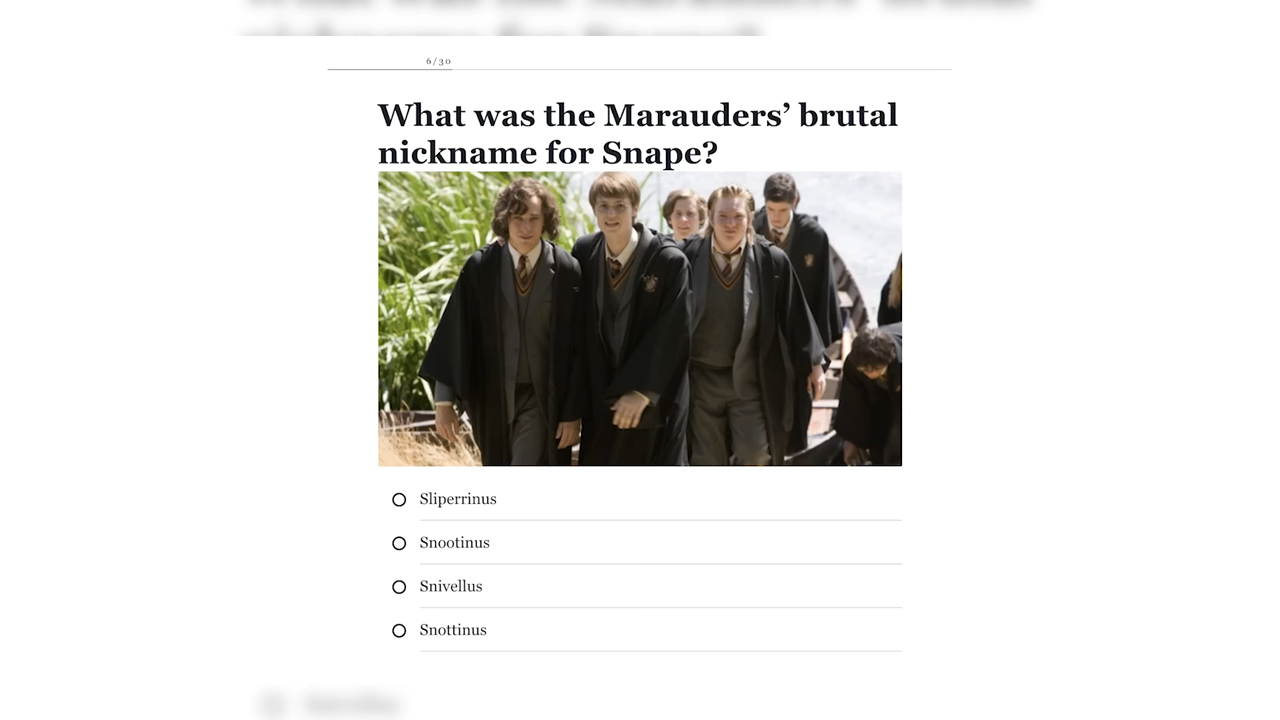 6/30
What was the Marauders’ brutal
nickname for Snape?
Sliperrinus
Snootinus
Snivellus
Snottinus